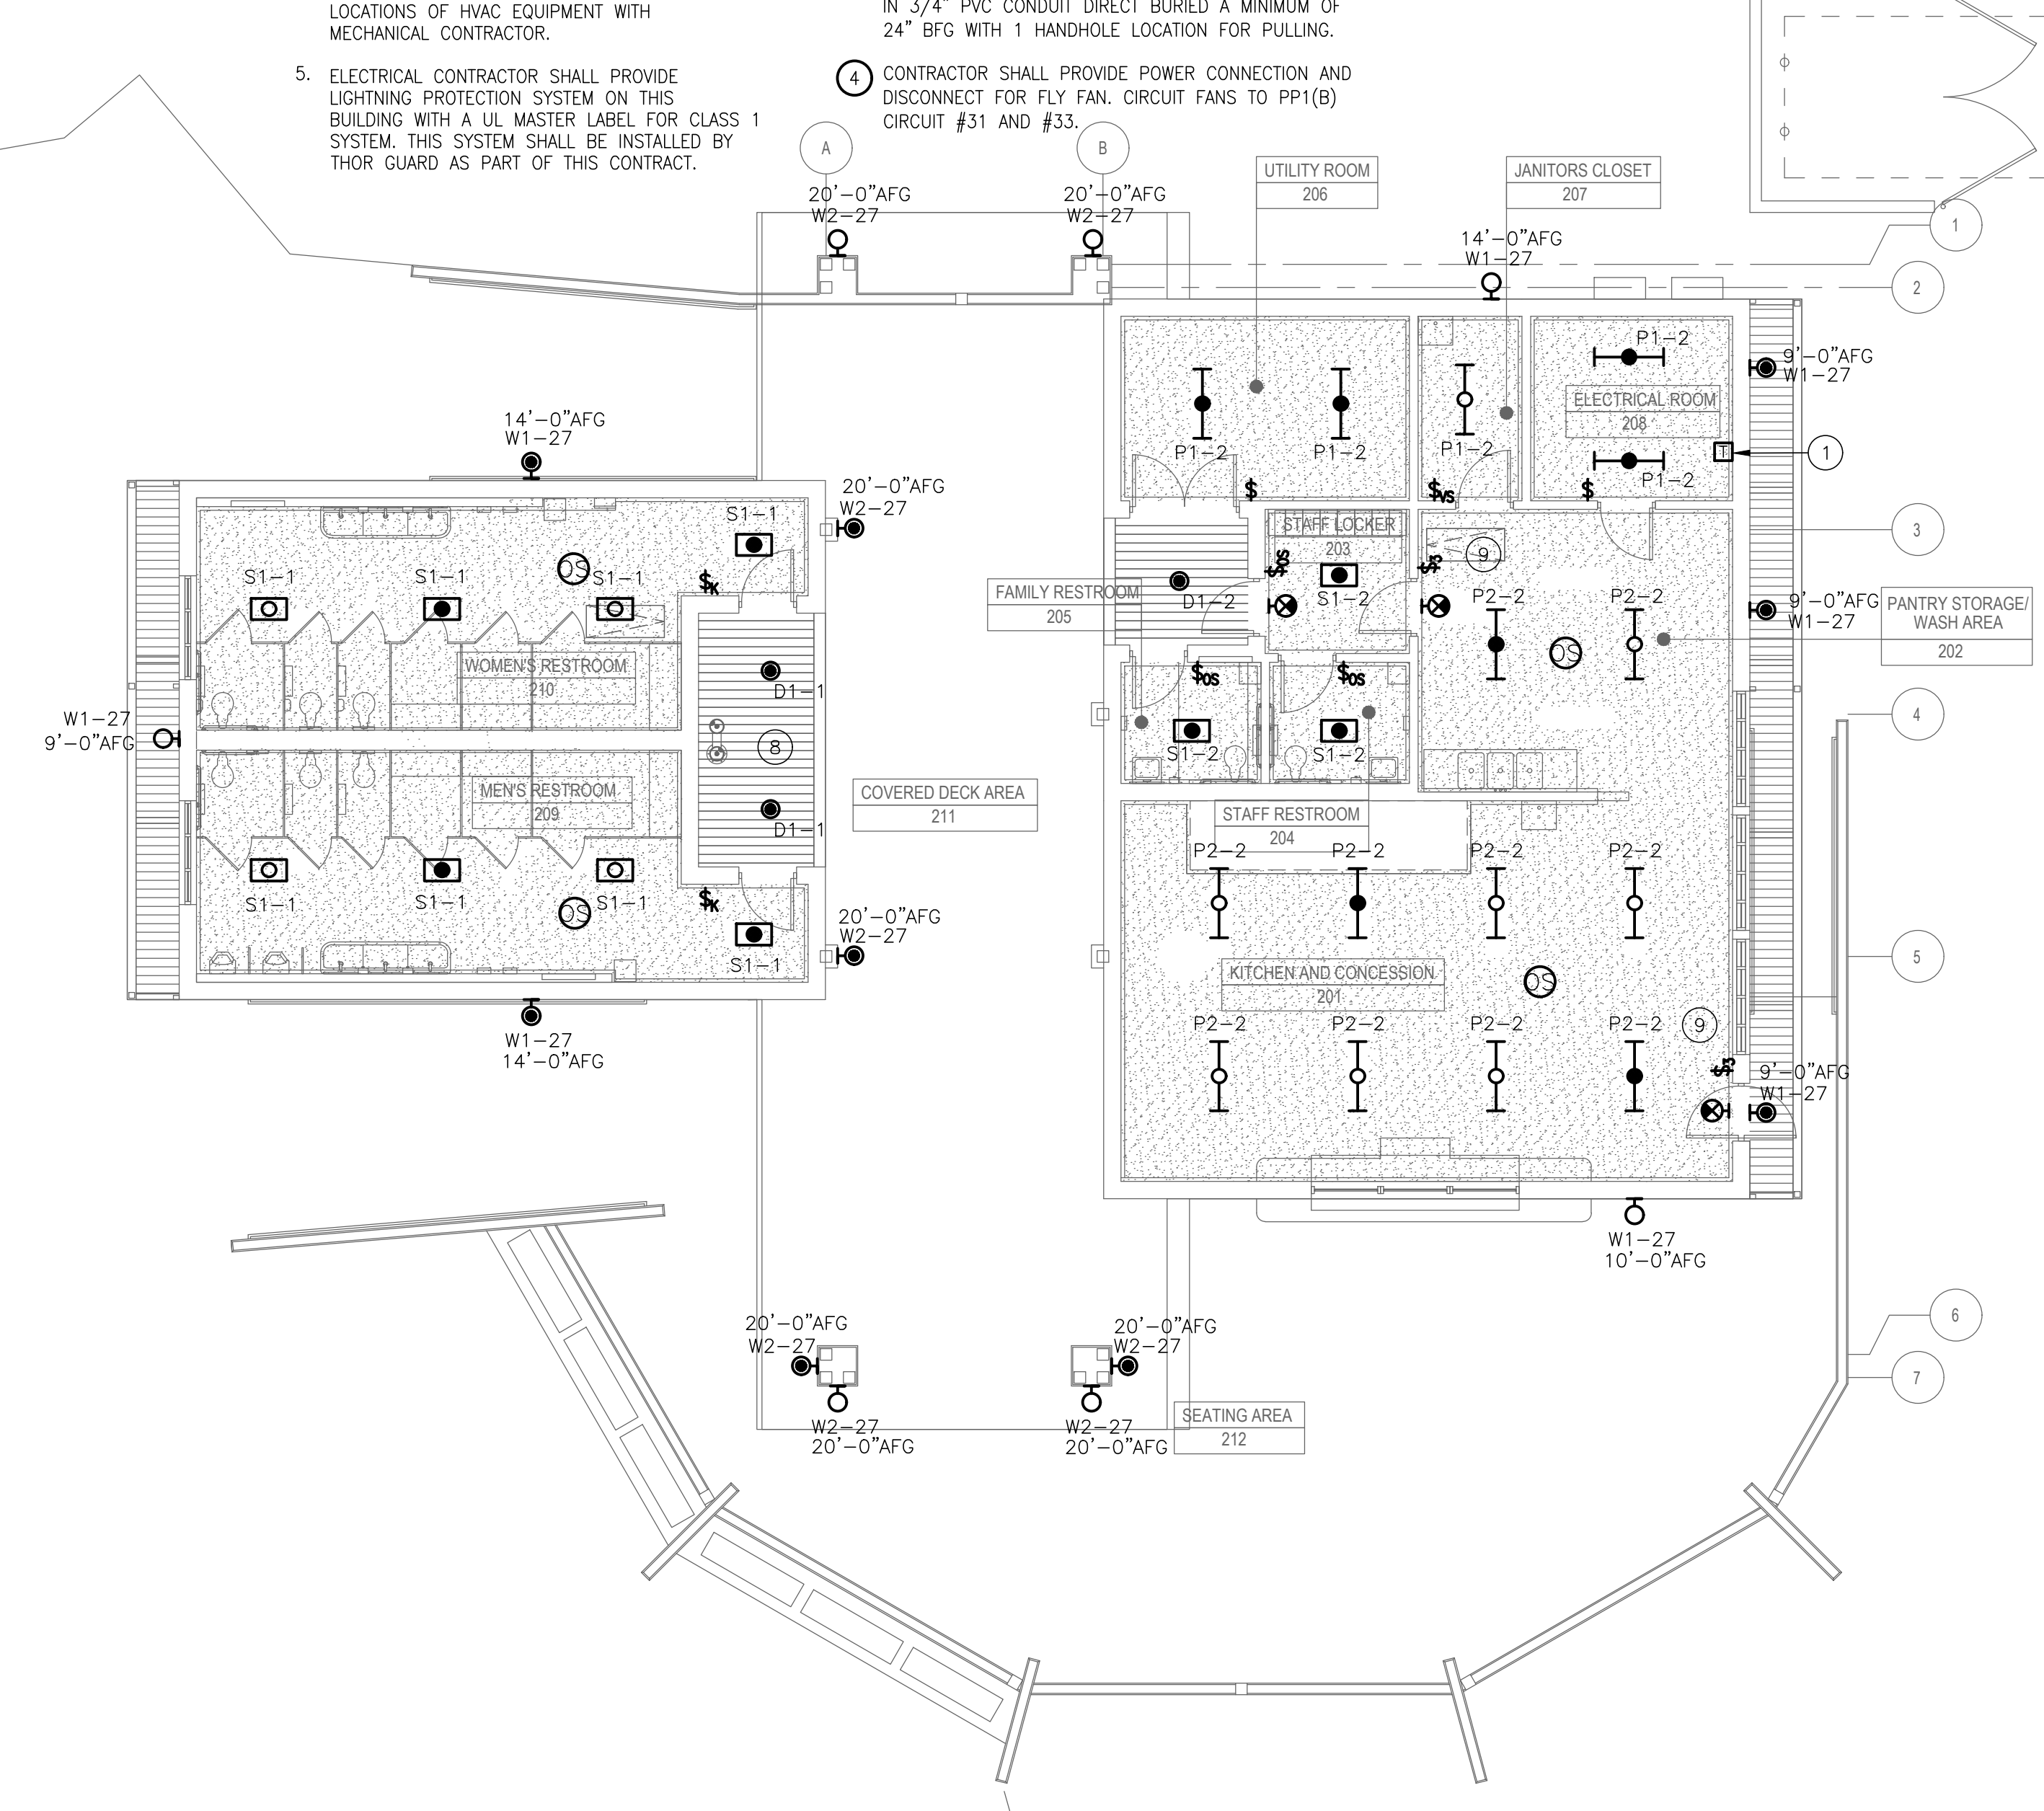 LOCATIONS OF HVAC EQUIPMENT WITH
MECHANICAL CONTRACTOR.
5. ELECTRICAL CONTRACTOR SHALL PROVIDE
LIGHTNING PROTECTION SYSTEM ON THIS
BUILDING WITH A UL MASTER LABEL FOR CLASS 1
SYSTEM. THIS SYSTEM SHALL BE INSTALLED BY
THOR GUARD AS PART OF THIS CONTRACT.
IN 3/4" PVC CONDUIT DIRECT BURIED A MINIMUM OF
24" BFG WITH 1 HANDHOLE LOCATION FOR PULLING.
4 CONTRACTOR SHALL PROVIDE POWER CONNECTION AND
DISCONNECT FOR FLY FAN. CIRCUIT FANS TO PP1(B)
CIRCUIT #31 AND #33.
A
B
UTILITY ROOM
206
JANITORS CLOSET
207
20'-0"AFG
W2-27
20'-0"AFG
W2-27
14'-0"AFG
W1-27
1
2
P1-2
9'-0"AFG
W1-27
ELECTRICAL ROOM
208
P1-2
P1-2
P1-2
T
1
P1-2
14'-0"AFG
W1-27
20'-0"AFG
W2-27
$
$VS
$
S1-1
STAFF LOCKER
203
3
9
OS
S1-1
S1-1
S1-1
$K
$OS
$3
FAMILY RESTROOM
205
D1-2
S1-2
P2-2
P2-2
9'-0"AFG
W1-27
PANTRY STORAGE/
WASH AREA
202
OS
WOMEN'S RESTROOM
210
D1-1
$OS
$OS
4
W1-27
9'-0"AFG
8
S1-2
S1-2
MEN'S RESTROOM
209
COVERED DECK AREA
211
D1-1
STAFF RESTROOM
204
P2-2
P2-2
P2-2
P2-2
S1-1
S1-1
S1-1
$K
OS
20'-0"AFG
W2-27
S1-1
5
KITCHEN AND CONCESSION
201
OS
P2-2
P2-2
P2-2
P2-2
9
W1-27
14'-0"AFG
$3
9'-0"AFG
W1-27
W1-27
10'-0"AFG
20'-0"AFG
W2-27
20'-0"AFG
W2-27
6
7
W2-27
20'-0"AFG
W2-27
20'-0"AFG
SEATING AREA
212